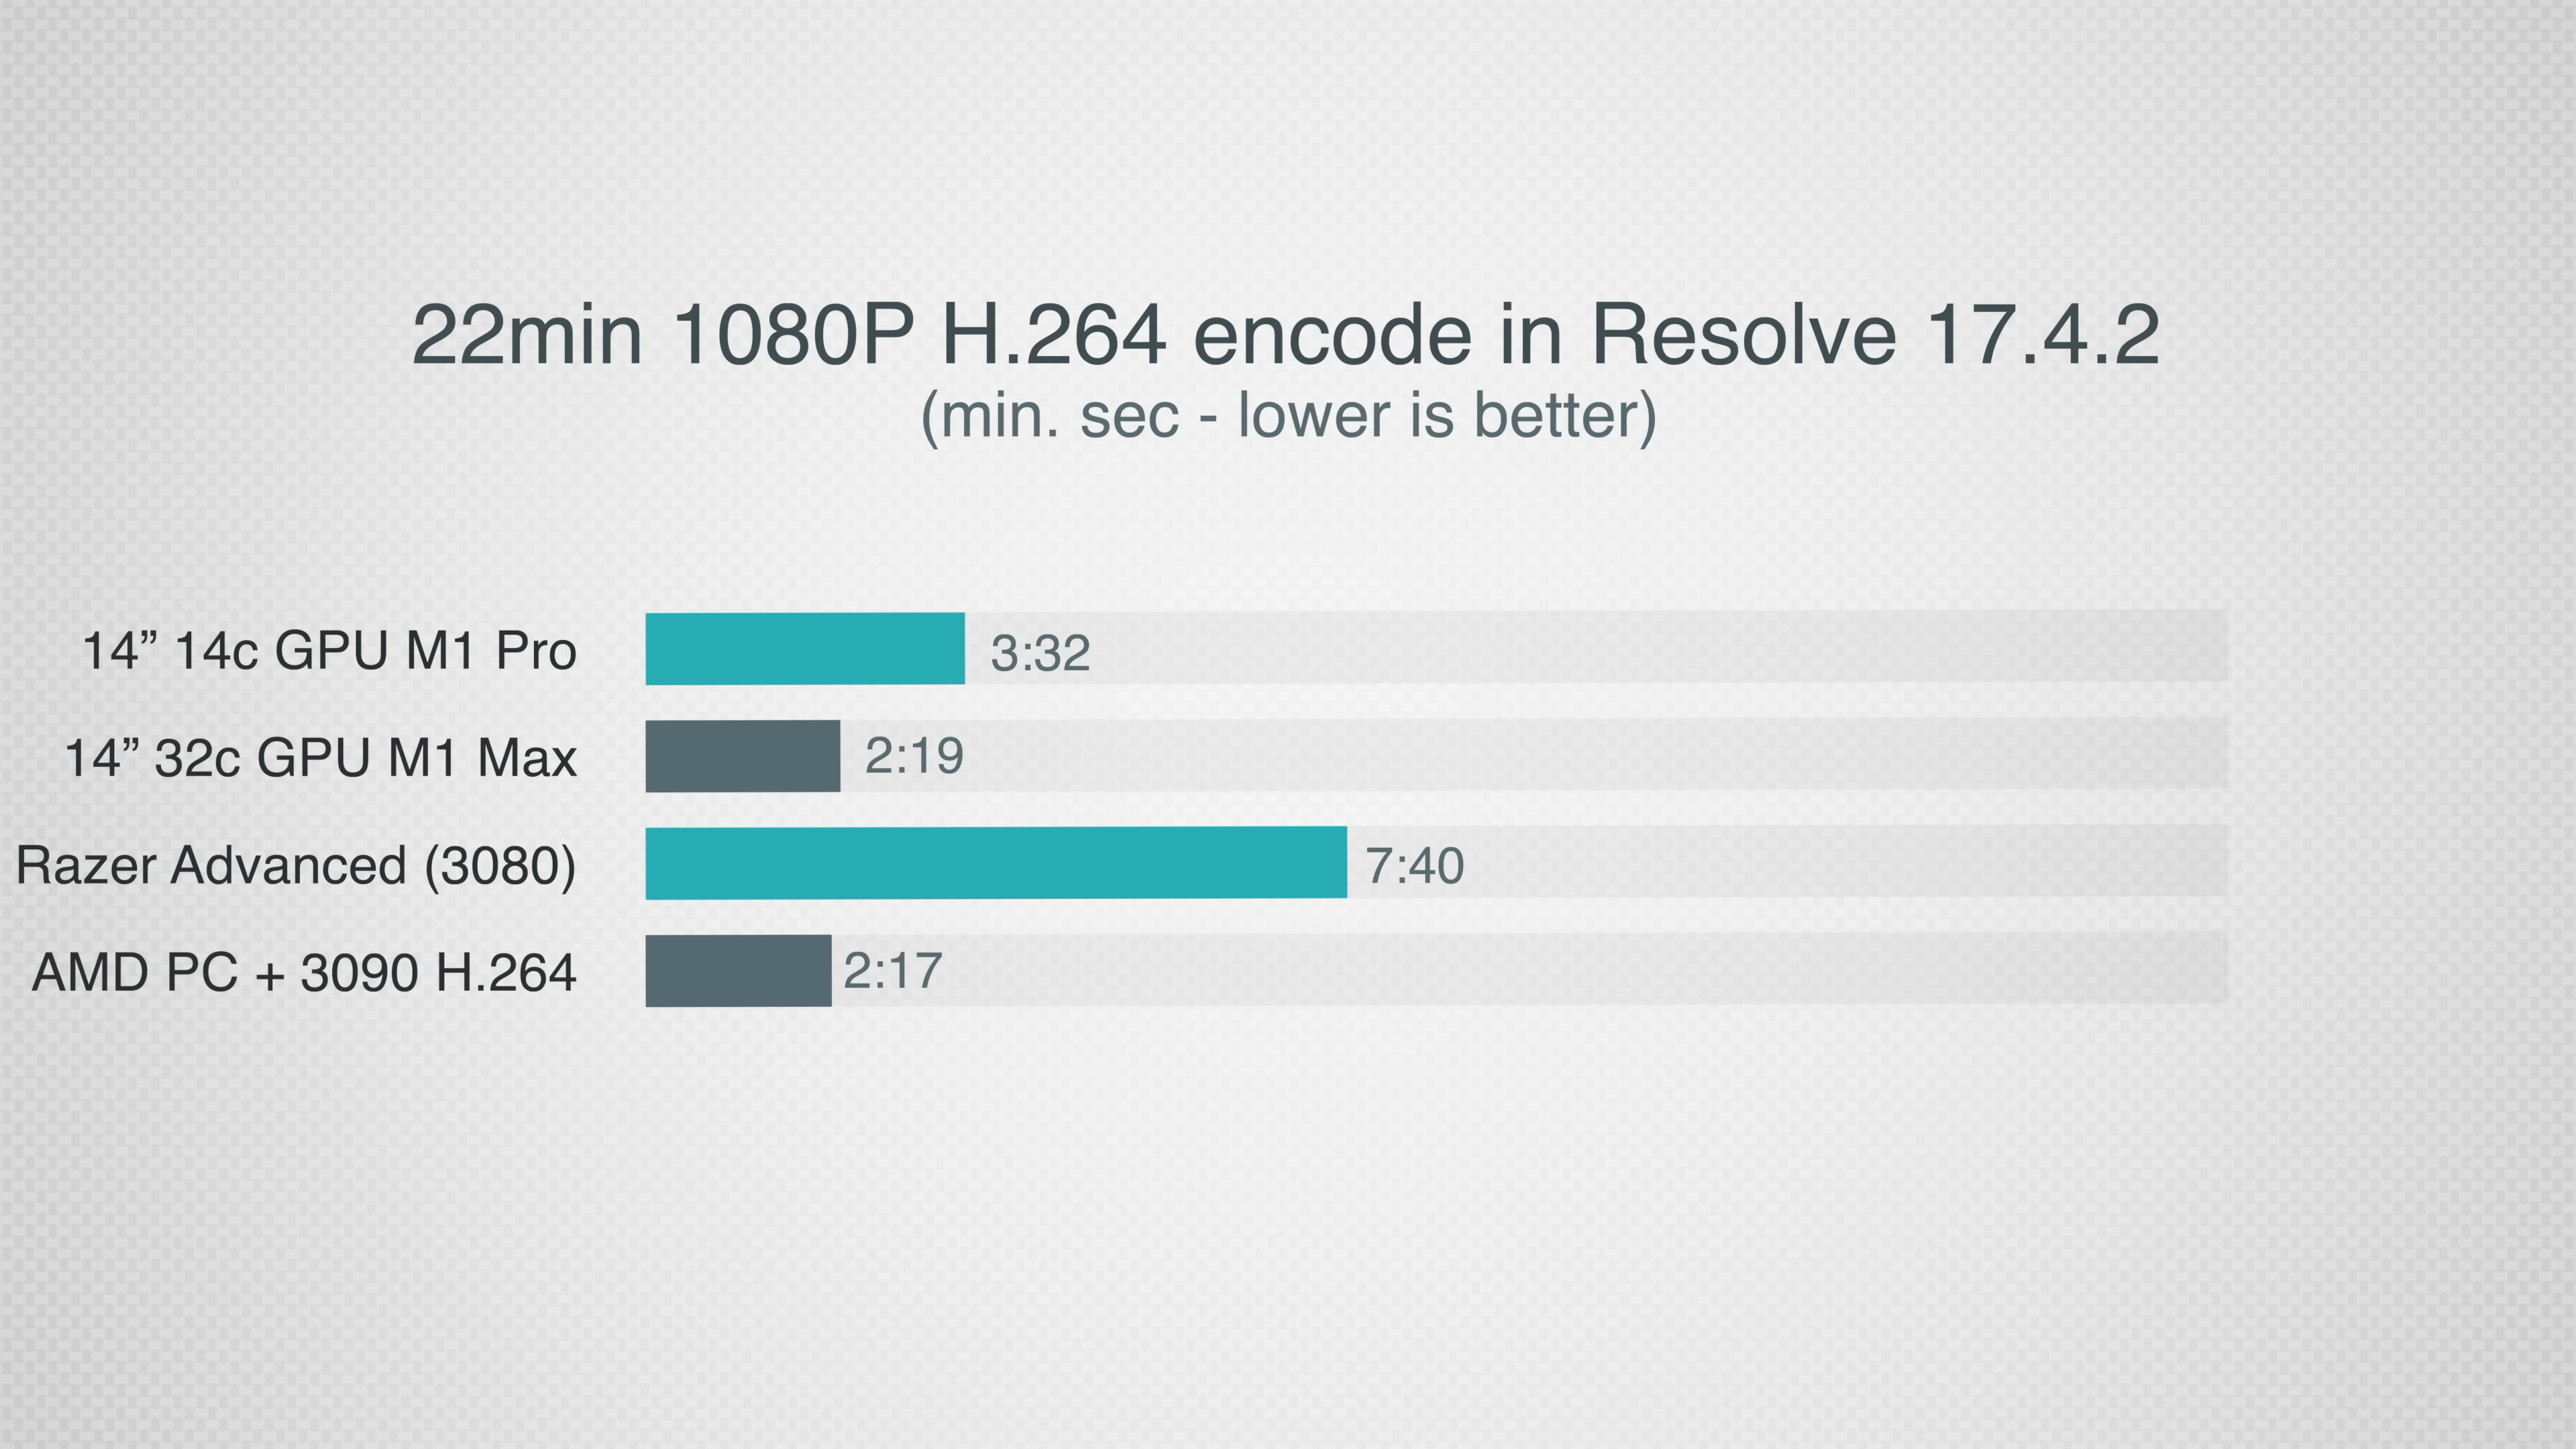 22min 1080P H.264 encode in Resolve 17.4.2
(min. sec - lower is better)
14” 14c GPU M1 Pro 3:32
14” 32c GPU M1 Max 2:19
Razer Advanced (3080) 7:40
AMD PC + 3090 H.264 2:17